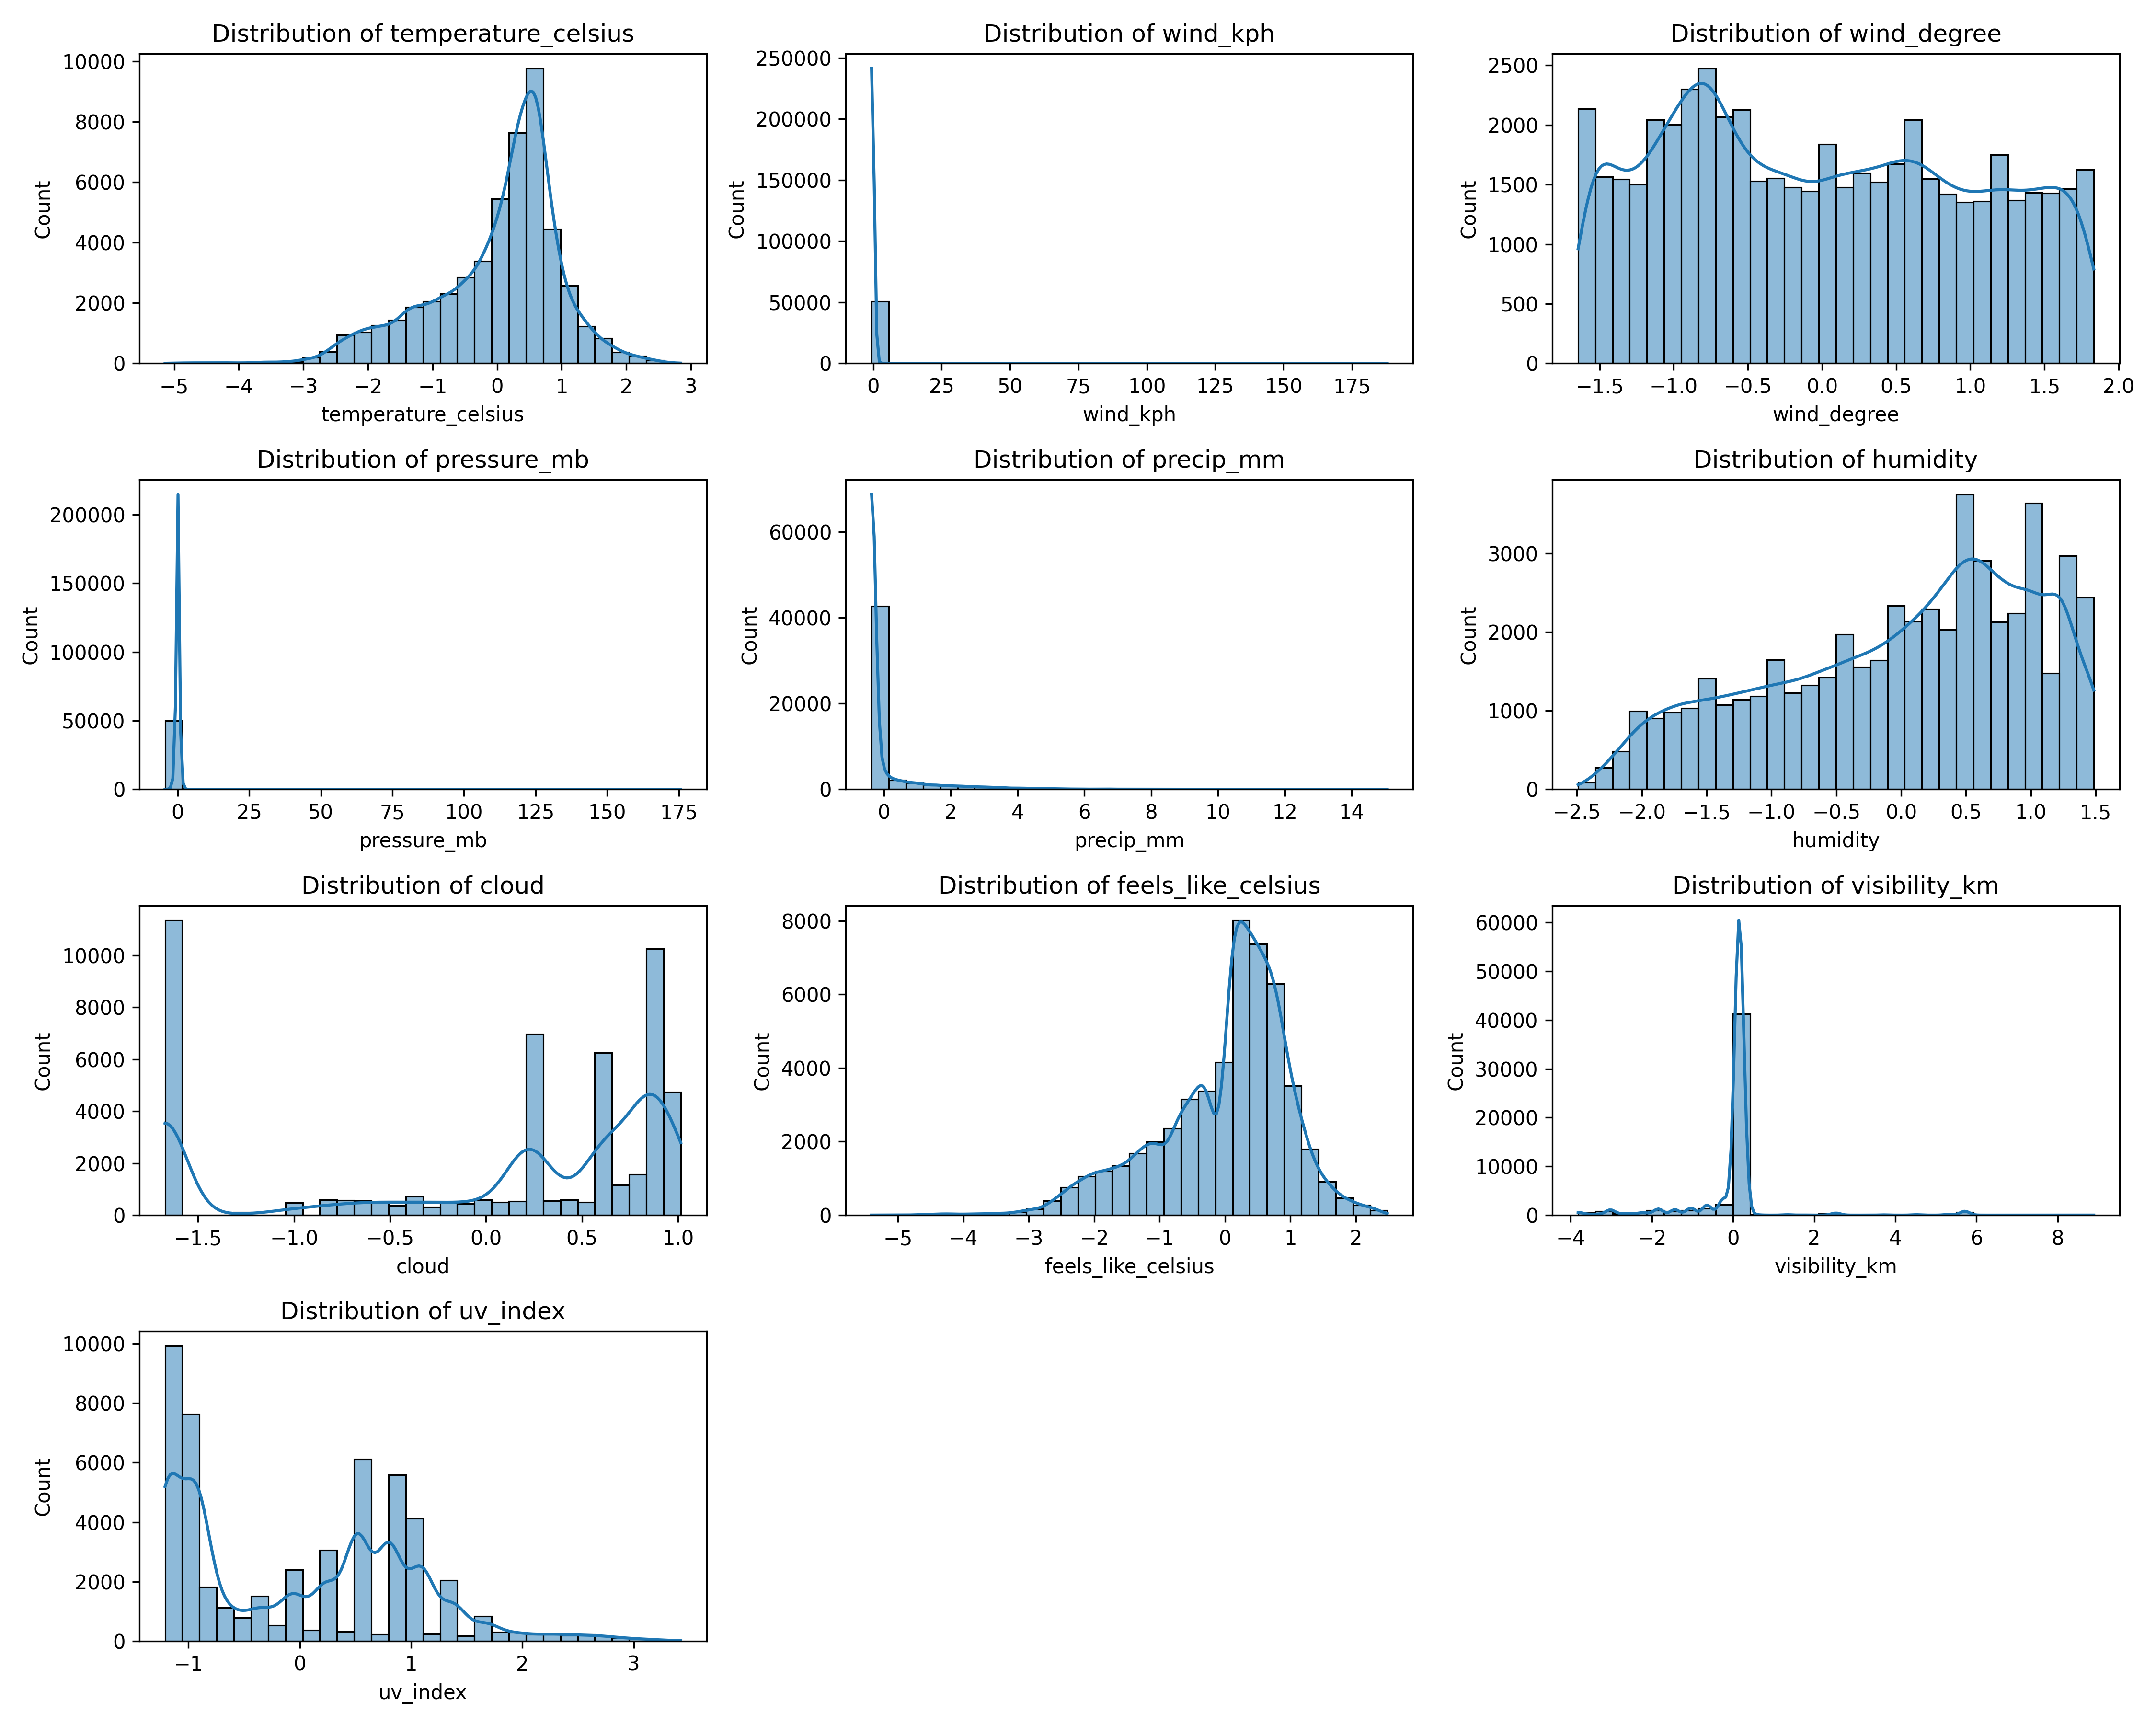 Distribution of temperature_celsius
10000
8000
6000
4000
2000
0
Count
−5 −4 −3 −2 −1 0 1 2 3
temperature_celsius
Distribution of wind_kph
250000
200000
150000
100000
50000
0
Count
0 25 50 75 100 125 150 175
wind_kph
Distribution of wind_degree
2500
2000
1500
1000
500
0
Count
−1.5 −1.0 −0.5 0.0 0.5 1.0 1.5 2.0
wind_degree
Distribution of pressure_mb
200000
150000
100000
50000
0
Count
0 25 50 75 100 125 150 175
pressure_mb
Distribution of precip_mm
60000
40000
20000
0
Count
0 2 4 6 8 10 12 14
precip_mm
Distribution of humidity
3000
2000
1000
0
Count
−2.5 −2.0 −1.5 −1.0 −0.5 0.0 0.5 1.0 1.5
humidity
Distribution of cloud
10000
8000
6000
4000
2000
0
Count
−1.5 −1.0 −0.5 0.0 0.5 1.0
cloud
Distribution of feels_like_celsius
8000
6000
4000
2000
0
Count
−5 −4 −3 −2 −1 0 1 2
feels_like_celsius
Distribution of visibility_km
60000
50000
40000
30000
20000
10000
0
Count
−4 −2 0 2 4 6 8
visibility_km
Distribution of uv_index
10000
8000
6000
4000
2000
0
Count
−1 0 1 2 3
uv_index